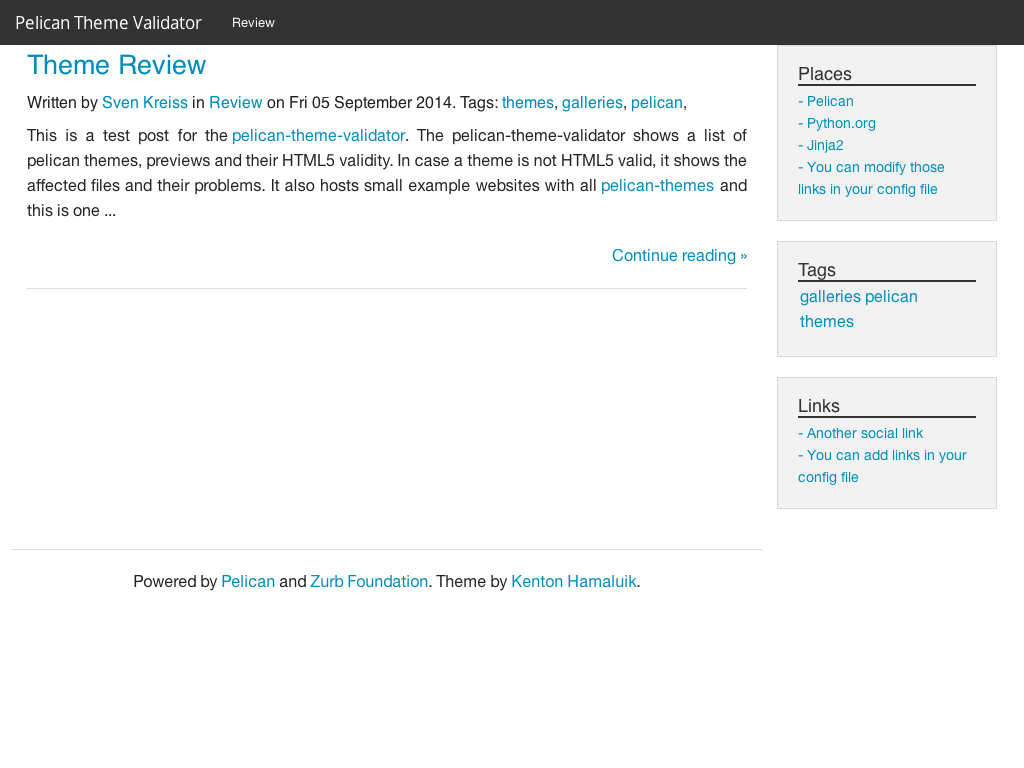 Pelican Theme Validator Review
Theme Review
Written by Sven Kreiss in Review on Fri 05 September 2014. Tags: themes, galleries, pelican,
This is a test post for the pelican-theme-validator. The pelican-theme-validator shows a list of
pelican themes, previews and their HTML5 validity. In case a theme is not HTML5 valid, it shows the
affected files and their problems. It also hosts small example websites with all pelican-themes and
this is one ...
Continue reading »
Places
- Pelican
- Python.org
- Jinja2
- You can modify those
links in your config file
Tags
galleries pelican
themes
Links
- Another social link
- You can add links in your
config file
Powered by Pelican and Zurb Foundation. Theme by Kenton Hamaluik.